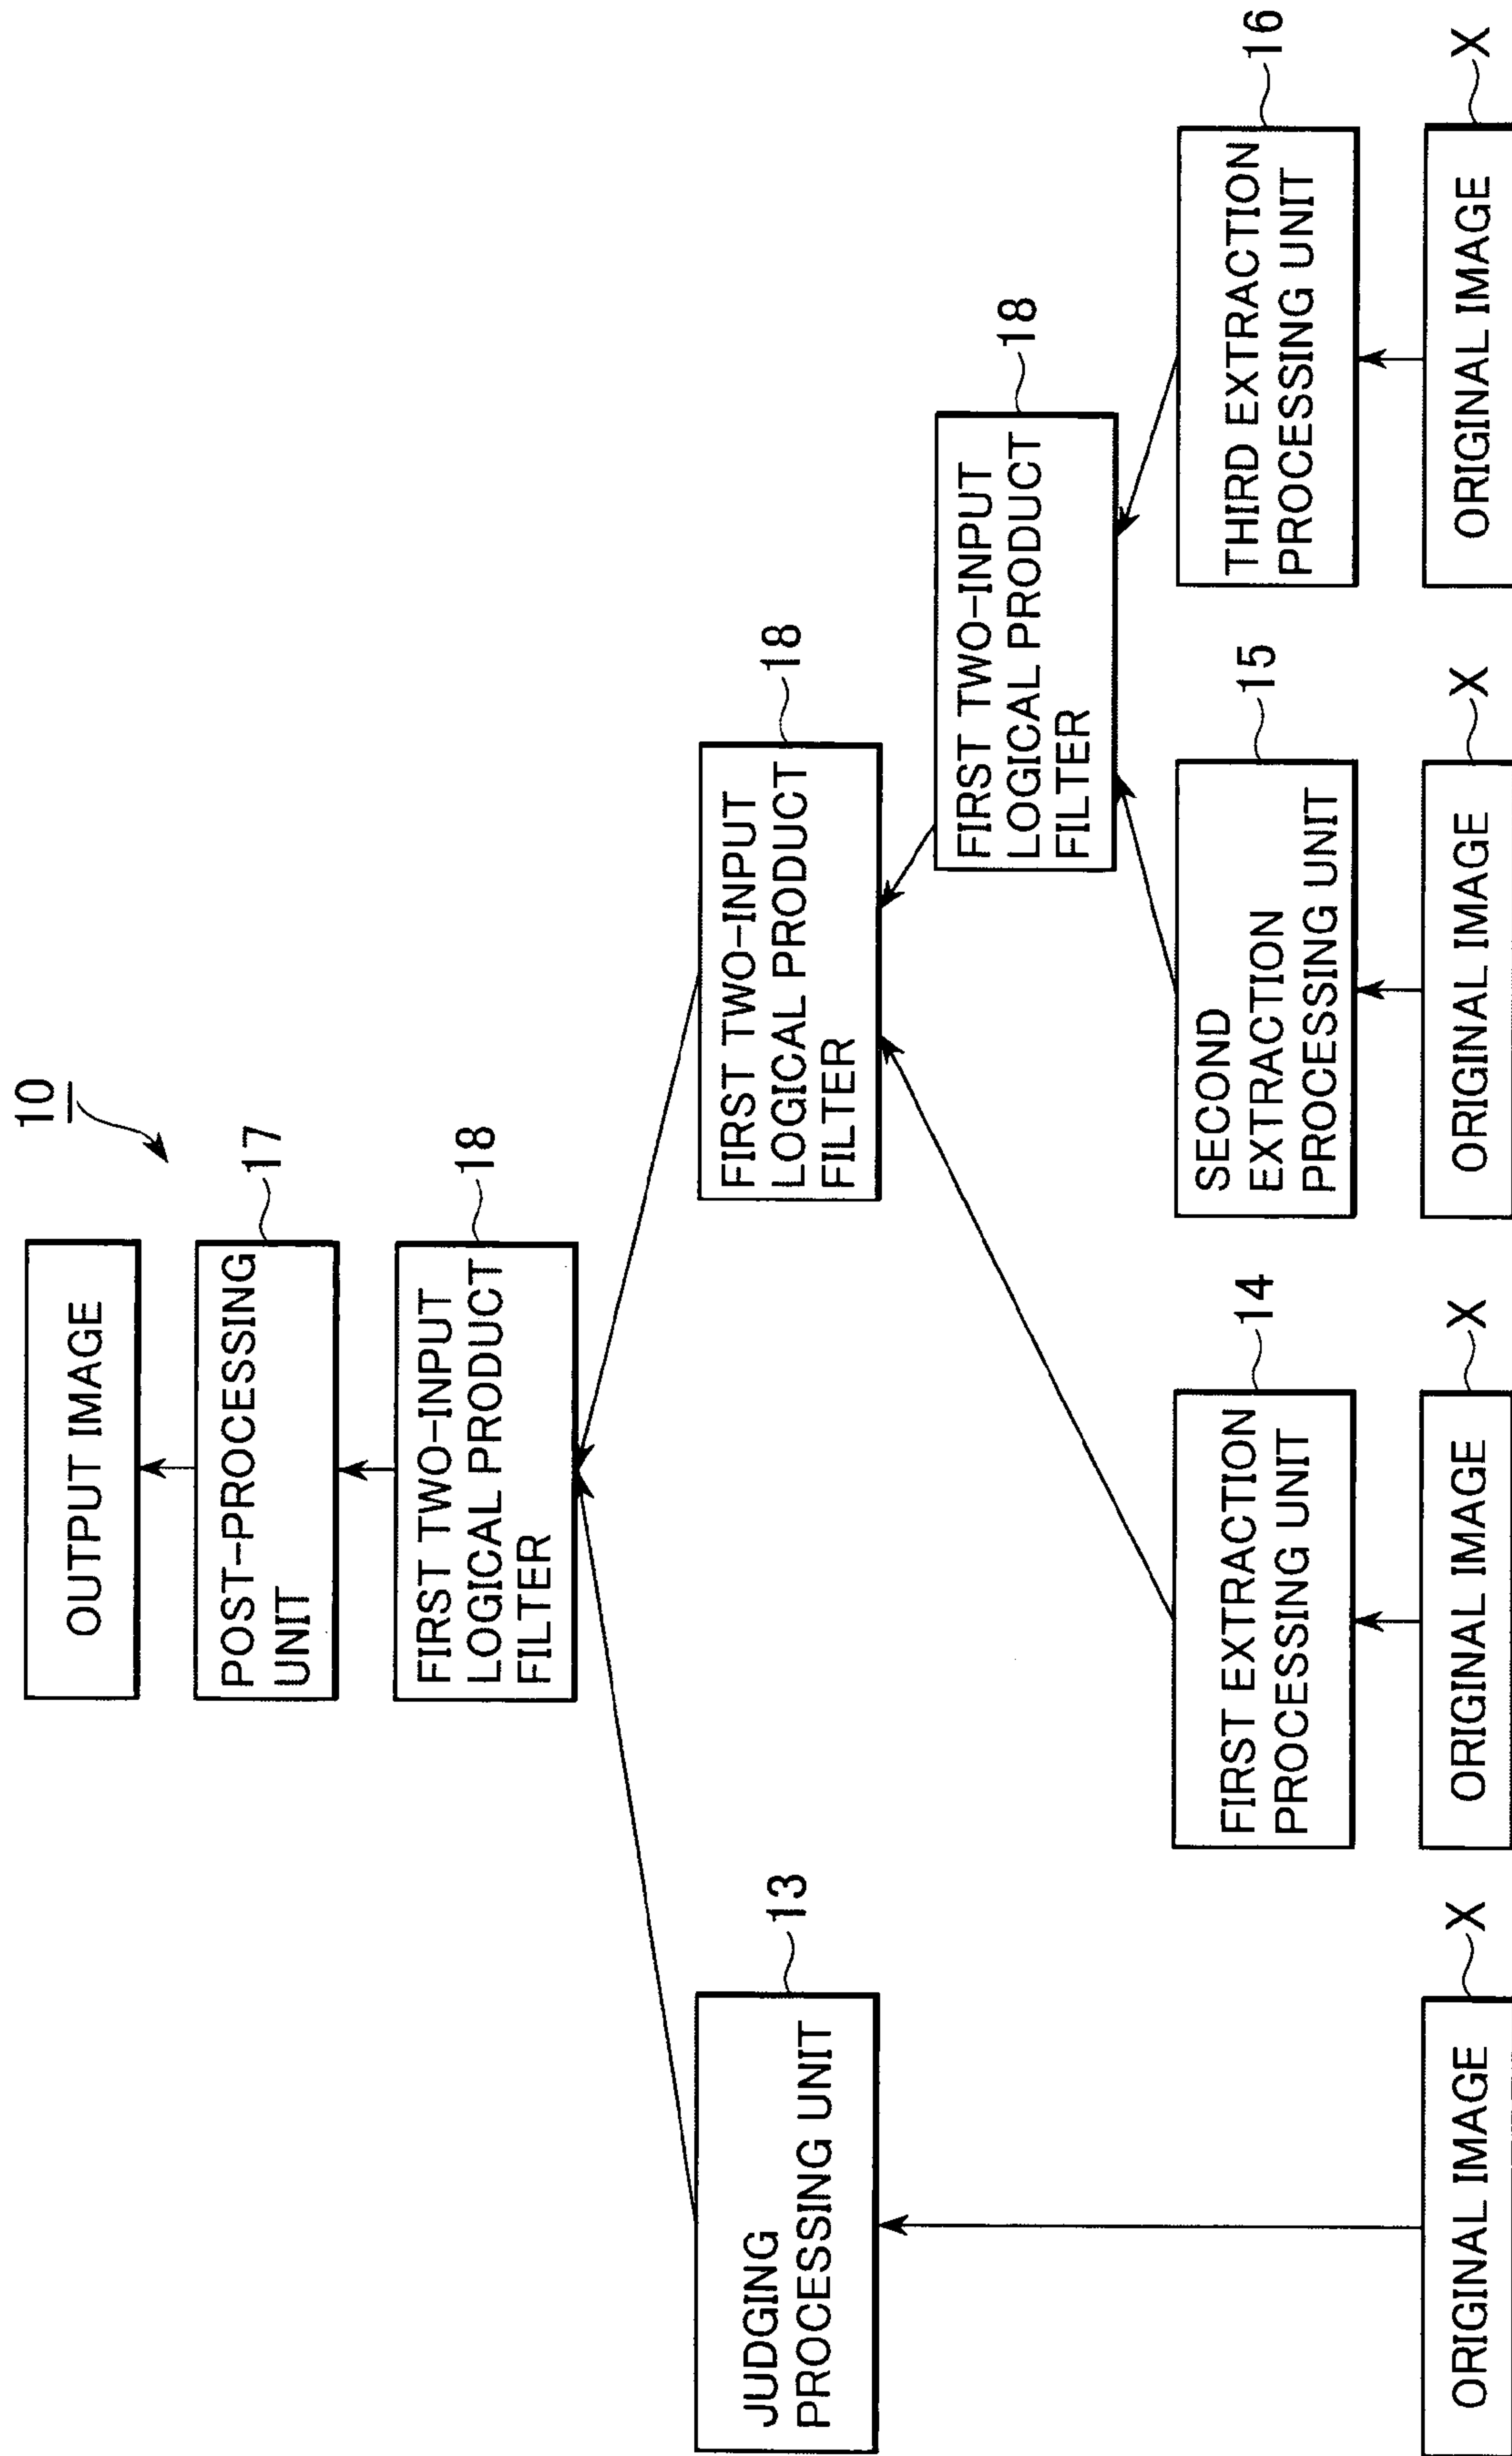 10
OUTPUT IMAGE
POST-PROCESSING
UNIT
17
FIRST TWO-INPUT
LOGICAL PRODUCT
FILTER
18
JUDGING
PROCESSING UNIT
13
FIRST TWO-INPUT
LOGICAL PRODUCT
FILTER
18
FIRST TWO-INPUT
LOGICAL PRODUCT
FILTER
18
FIRST EXTRACTION
PROCESSING UNIT
14
SECOND
EXTRACTION
PROCESSING UNIT
15
THIRD EXTRACTION
PROCESSING UNIT
16
ORIGINAL IMAGE
X
ORIGINAL IMAGE
X
ORIGINAL IMAGE
X
ORIGINAL IMAGE
X